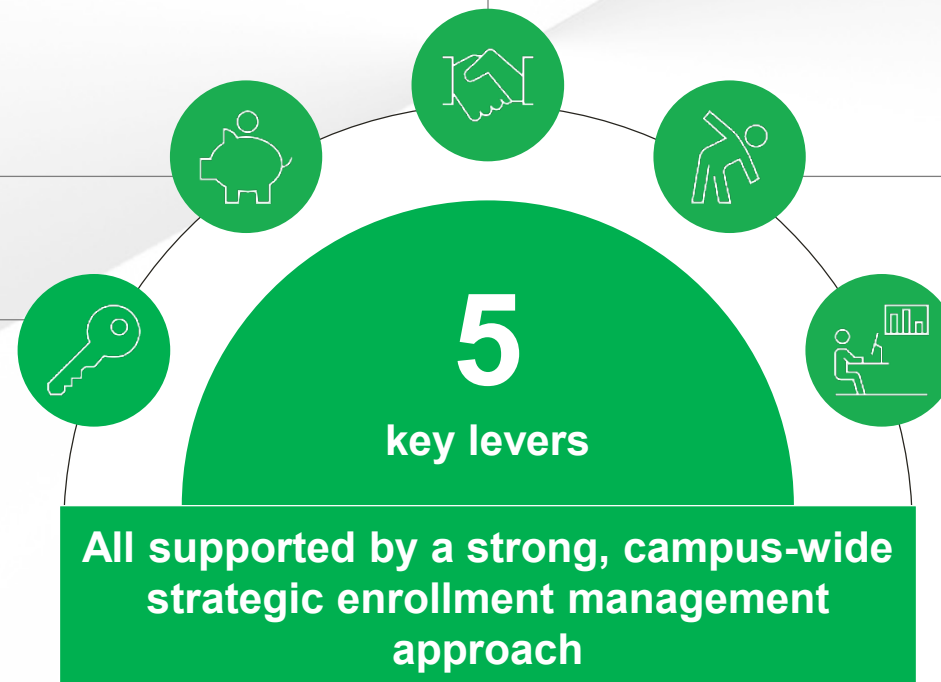 5
key levers
All supported by a strong, campus-wide
strategic enrollment management
approach